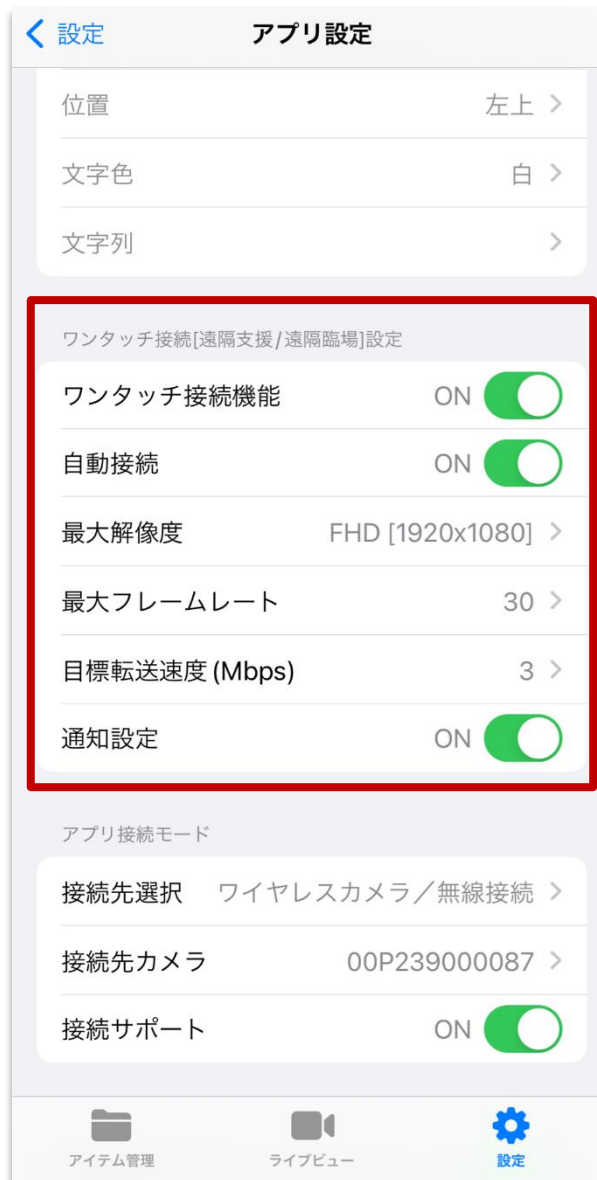 設定 アプリ設定
位置 左上
文字色 白
文字列
ワンタッチ接続[遠隔支援/遠隔臨場]設定
ワンタッチ接続機能 ON
自動接続 ON
最大解像度 FHD [1920x1080]
最大フレームレート 30
目標転送速度(Mbps) 3
通知設定 ON
アプリ接続モード
接続先選択 ワイヤレスカメラ／無線接続
接続先カメラ 00P239000087
接続サポート ON
アイテム管理 ライブビュー 設定